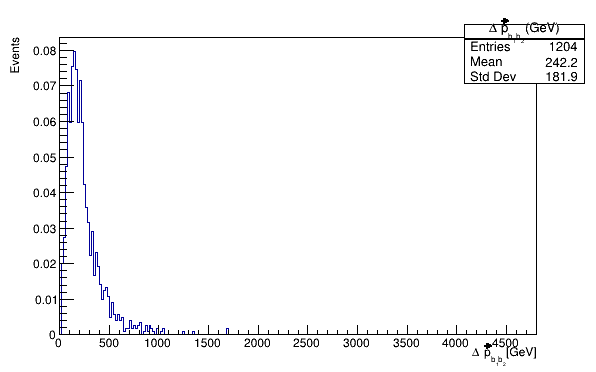 Δ p⃗ b₁b₂ (GeV)
Entries 1204
Mean 242.2
Std Dev 181.9
Events
0.08
0.07
0.06
0.05
0.04
0.03
0.02
0.01
0
0 500 1000 1500 2000 2500 3000 3500 4000 4500
Δ p⃗ b₁b₂ [GeV]